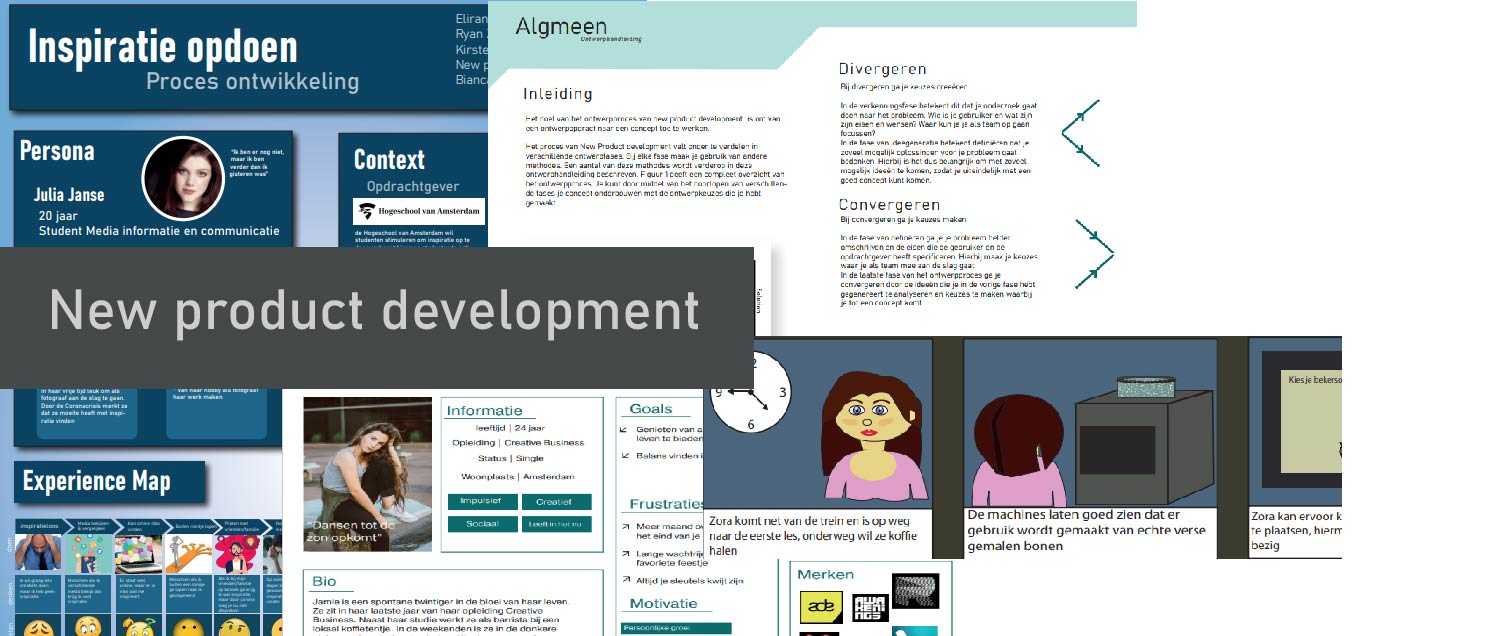 Inspiratie opdoen
Proces ontwikkeling
Eliran
Ryan
Kirste
New p
Bianca
Persona
"Ik ben er nog niet,
maar ik ben
verder dan ik
gisteren was"
Julia Janse
20 jaar
Student Media informatie en communicatie
Context
Opdrachtgever
Hogeschool van Amsterdam
de Hogeschool van Amsterdam wil
studenten stimuleren om inspiratie op te
Algmeen
Ontwerphandleiding
Inleiding
Het doel van het ontwerproces van new product development is om van
een ontwerpopdracht naar een concept toe te werken.
Het proces van New Product development valt onder te verdelen in
verschillende ontwerpfases. Bij elke fase maak je gebruik van andere
methodes. Een aantal van deze methodes wordt verderop in deze
ontwerphandleiding beschreven. Figuur 1 geeft een compleet overzicht van
het ontwerpproces. Je kunt door middel van het doorlopen van verschillen-
de fases je concept onderbouwen met de ontwerpkeuzes die je hebt
gemaakt
Divergeren
Bij divergeren ga je keuzes creeëren
In de verkenningsfase betekent dit dat je onderzoek gaat
doen naar het probleem. Wie is je gebruiker en wat zijn
zijn eisen en wensen? Waar kun je je als team op gaan
focussen?
In de fase van ideegeneratie betekent definiëren dat je
zoveel mogelijk oplossingen voor je probleem gaat
bedenken. Hierbij is het dus belangrijk om met zoveel
mogelijk ideeën te komen, zodat je uiteindelijk met een
goed concept kunt komen.
Convergeren
Bij convergeren ga je keuzes maken
In de fase van definëren ga je je probleem helder
omschrijven en de eisen die de gebruiker en de
opdrachtgever heeft specificeren. Hierbij maak je keuzes
waar je als team mee aan de slag gaat.
In de laatste fase van het ontwerpproces ga je
convergeren door de ideeën die je in de vorige fase hebt
gegenereert te analyseren en keuzes te maken waarbij
je tot een concept komt
New product development
in haar vrije tijd leuk om als
fotograaf aan de slag te gaan.
Door de Coronacrisis merkt ze
dat ze moeite heeft met inspi-
ratie vinden
van haar hobby als fotograaf
haar werk maken
Experience Map
inspiratieloos
Media bekijken
& vergelijken
Kan online niks
vinden
Buiten rondje lopen
Praten met
vrienden/familie
doen
denken
"Dansen tot de
zon opkomt"
Informatie
leeftijd | 24 jaar
Opleiding | Creative Business
Status | Single
Woonplaats | Amsterdam
Impulsief
Creatief
Sociaal
Leeft in het nu
Bio
Jamie is een spontane twintiger in de bloei van haar leven.
Ze zit in haar laatste jaar van haar opleiding Creative
Business. Naast haar studie werkt ze als barrista bij een
lokaal koffietentje. In de weekenden is ze in de donkere
Goals
Genieten van a
leven te bieden
Balans vinden i
Frustraties
Meer maand ov
het eind van je
Lange wachtrije
favoriete feestje
Altijd je sleutels kwijt zijn
Motivatie
Persoonlijke groei
Merken
ade
AWA
KEN
INGS
9
3
6
Zora komt net van de trein en is op weg
naar de eerste les, onderweg wil ze koffie
halen
De machines laten goed zien dat er
gebruik wordt gemaakt van echte verse
gemalen bonen
Kies je bekerso
Zora kan ervoor k
te plaatsen, hierm
bezig